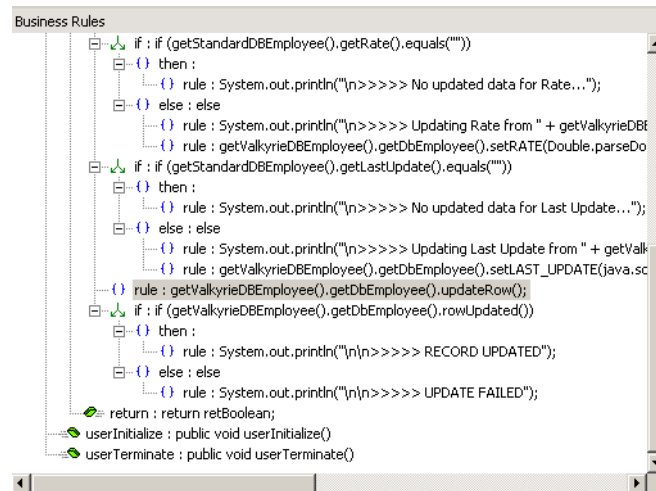 Business Rules
if : if (getStandardDBEmployee().getRate().equals(""))
{} then :
{} rule : System.out.println("\n>>>>> No updated data for Rate...");
{} else : else
{} rule : System.out.println("\n>>>>> Updating Rate from " + getValkyrieDBE
{} rule : getValkyrieDBEmployee().getDbEmployee().setRATE(Double.parseDo
if : if (getStandardDBEmployee().getLastUpdate().equals(""))
{} then :
{} rule : System.out.println("\n>>>>> No updated data for Last Update...");
{} else : else
{} rule : System.out.println("\n>>>>> Updating Last Update from " + getValk
{} rule : getValkyrieDBEmployee().getDbEmployee().setLAST_UPDATE(java.sc
{} rule : getValkyrieDBEmployee().getDbEmployee().updateRow();
if : if (getValkyrieDBEmployee().getDbEmployee().rowUpdated())
{} then :
{} rule : System.out.println("\n\n>>>>> RECORD UPDATED");
{} else : else
{} rule : System.out.println("\n\n>>>>> UPDATE FAILED");
return : return retBoolean;
userInitialize : public void userInitialize()
userTerminate : public void userTerminate()